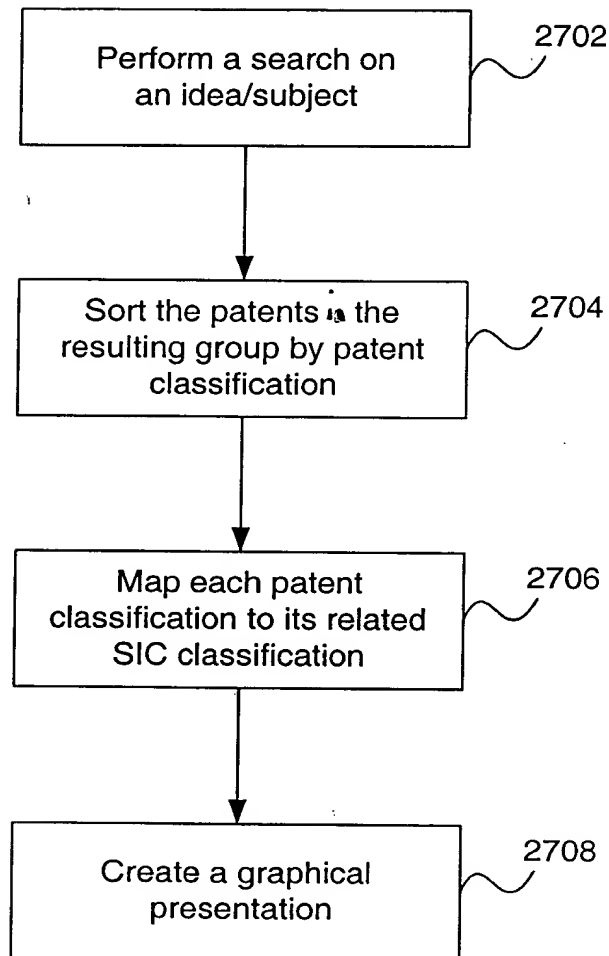 Perform a search on
an idea/subject
2702
Sort the patents in the
resulting group by patent
classification
2704
Map each patent
classification to its related
SIC classification
2706
Create a graphical
presentation
2708